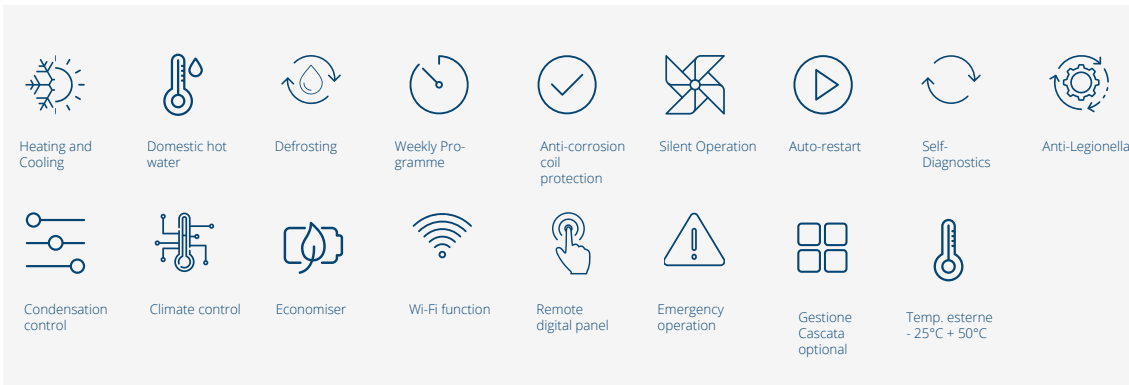 Heating and
Cooling
Domestic hot
water
Defrosting
Weekly Pro-
gramme
Anti-corrosion
coil
protection
Silent Operation
Auto-restart
Self-
Diagnostics
Anti-Legionella
Condensation
control
Climate control
Economiser
Wi-Fi function
Remote
digital panel
Emergency
operation
Gestione
Cascata
optional
Temp. esterne
- 25°C + 50°C